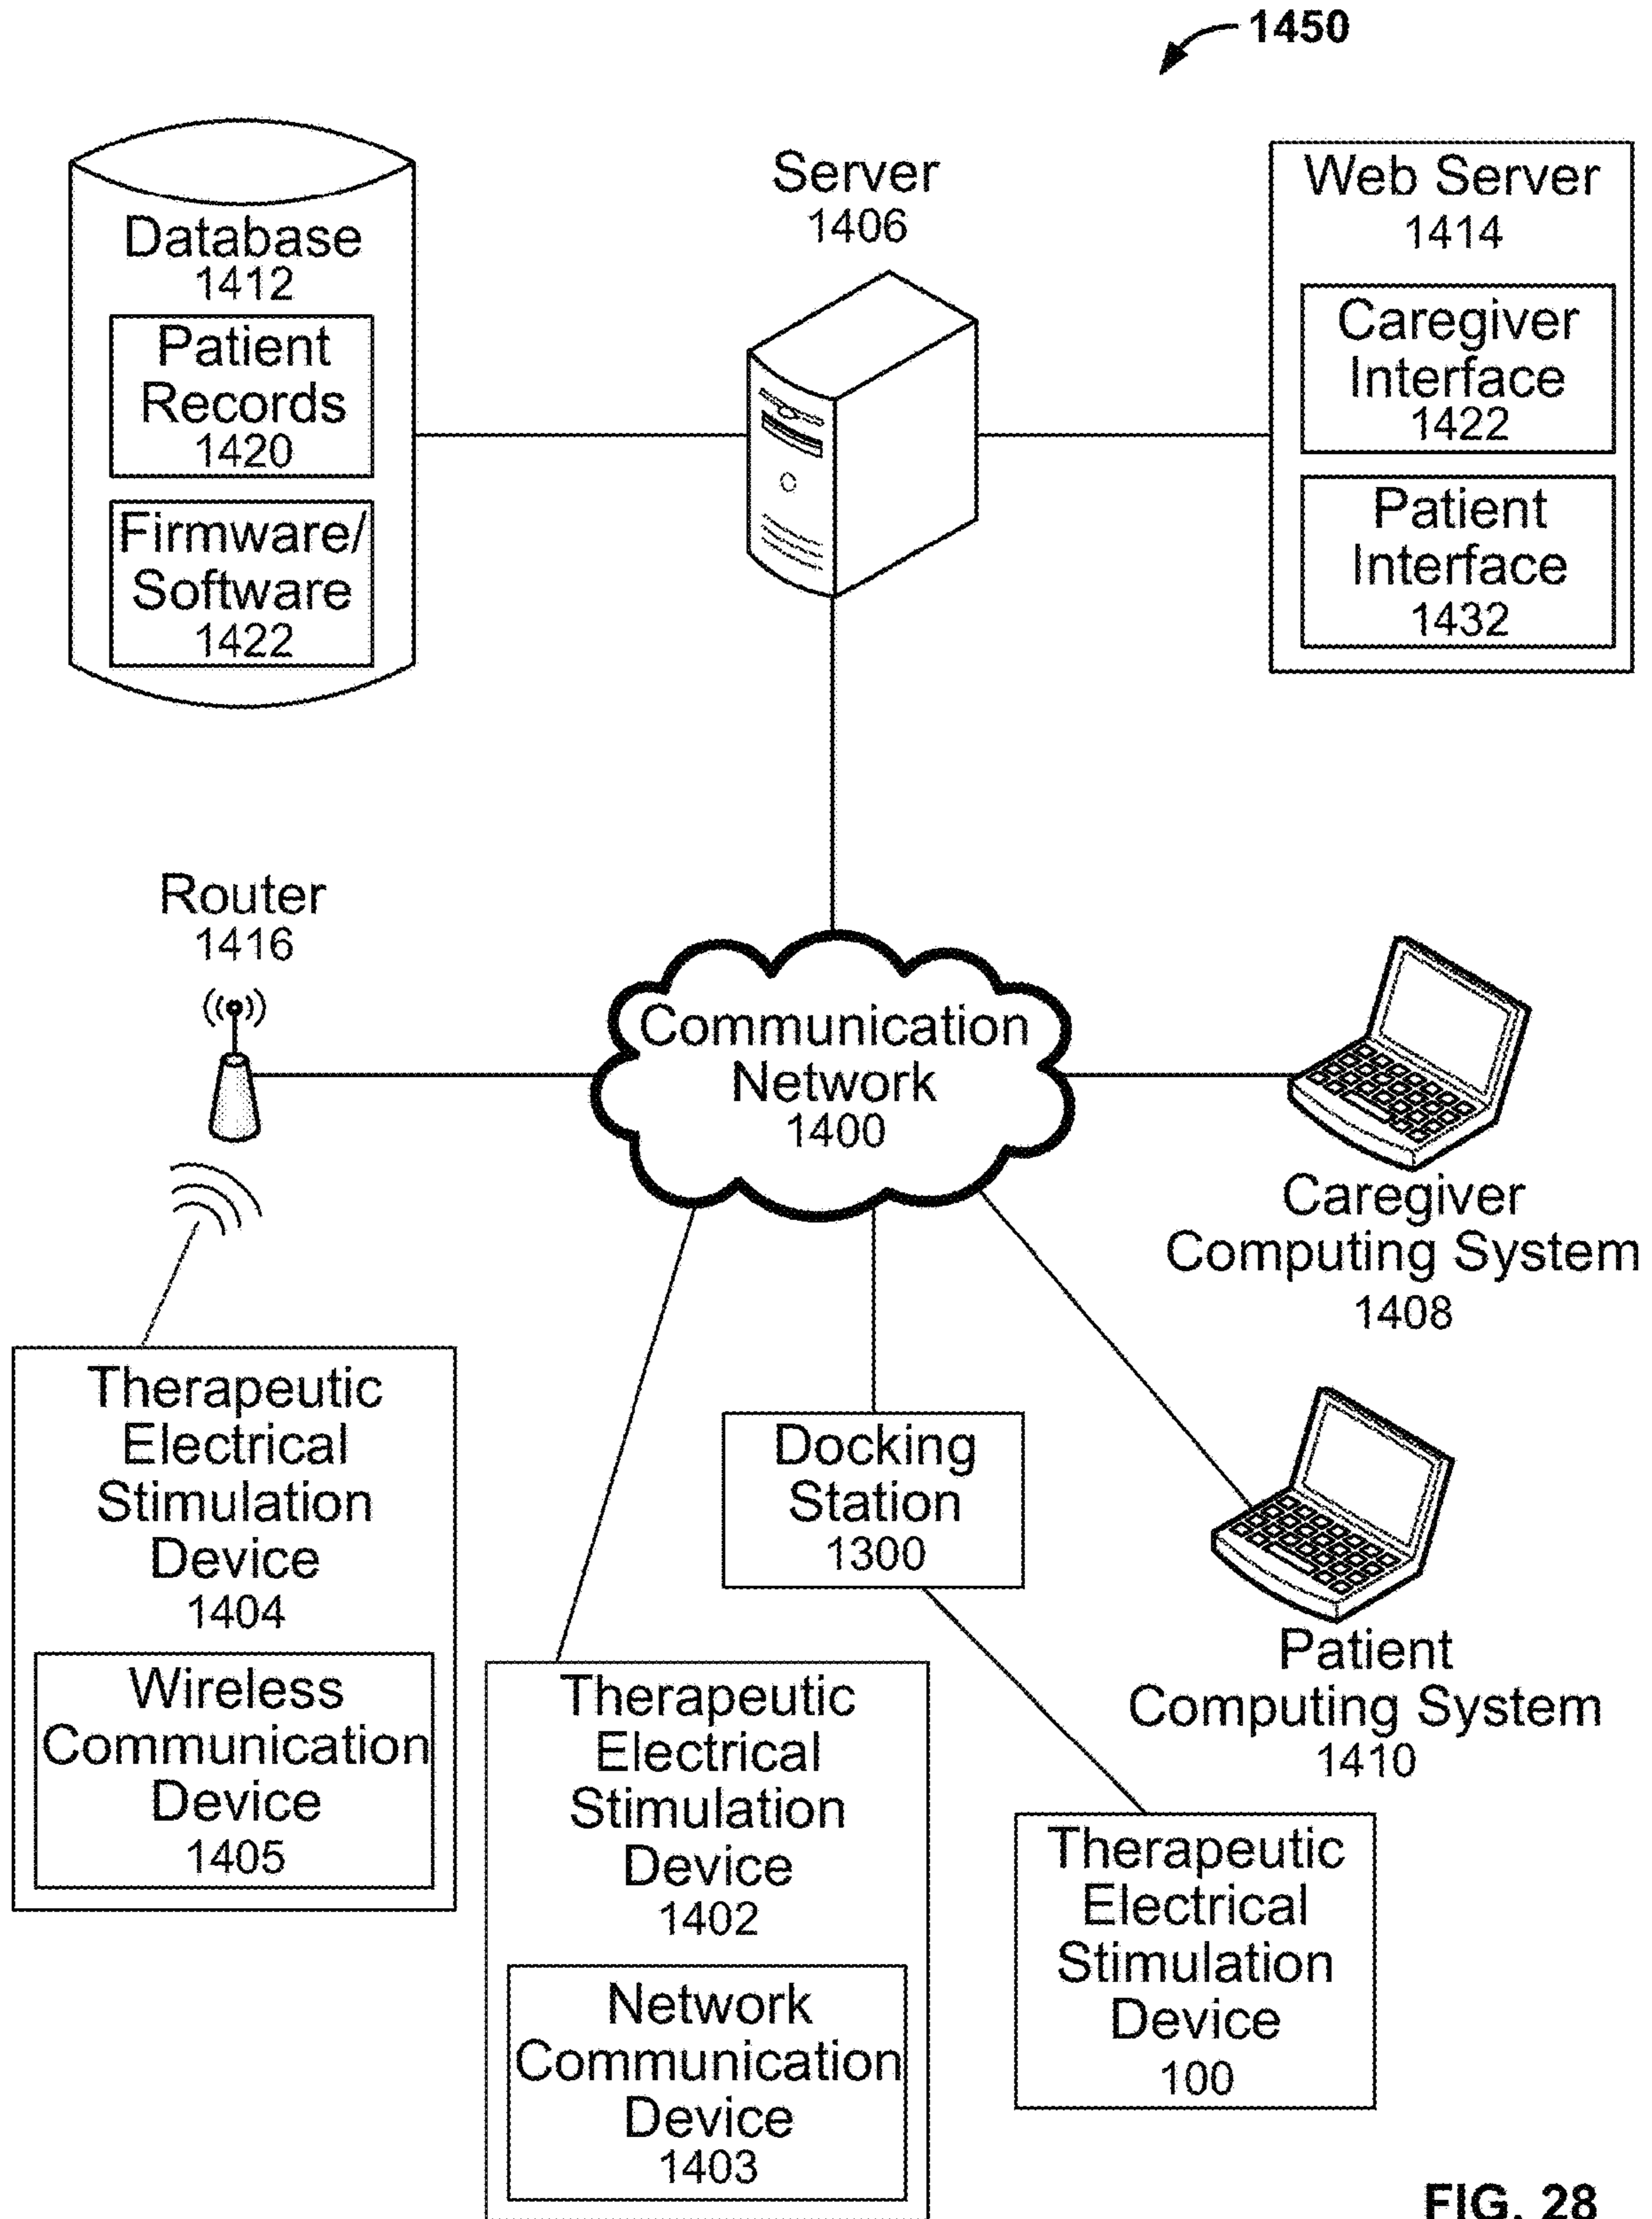 1450
Database
1412
Patient
Records
1420
Firmware/
Software
1422
Server
1406
Web Server
1414
Caregiver
Interface
1422
Patient
Interface
1432
Router
1416
Communication
Network
1400
Caregiver
Computing System
1408
Therapeutic
Electrical
Stimulation
Device
1404
Wireless
Communication
Device
1405
Therapeutic
Electrical
Stimulation
Device
1402
Network
Communication
Device
1403
Docking
Station
1300
Patient
Computing System
1410
Therapeutic
Electrical
Stimulation
Device
100
FIG. 28